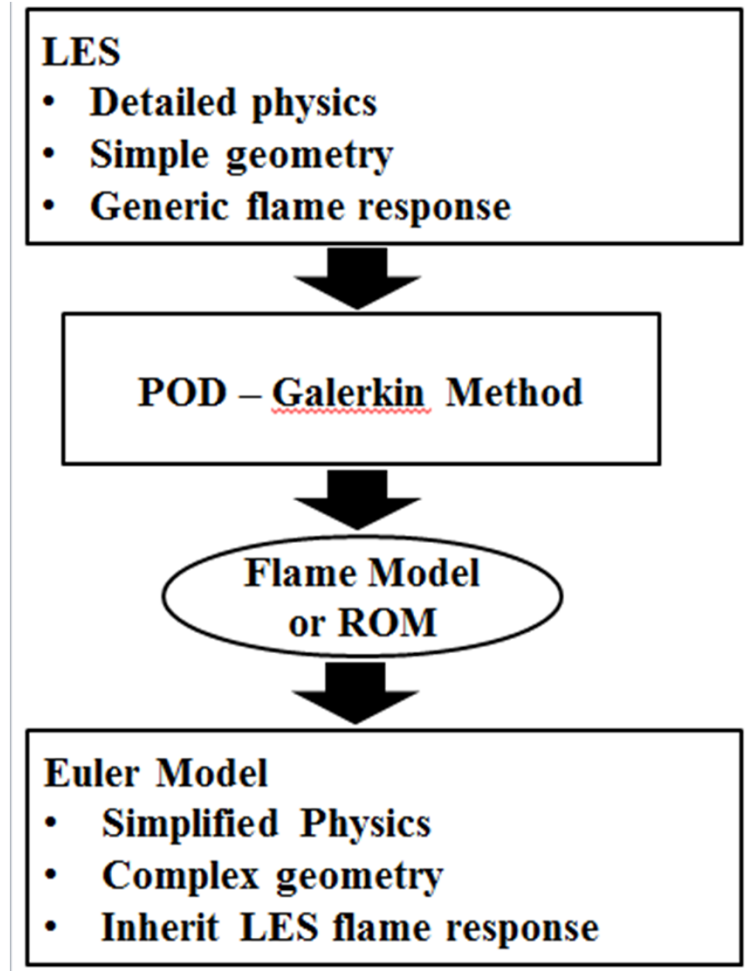 LES
• Detailed physics
• Simple geometry
• Generic flame response
POD – Galerkin Method
Flame Model
or ROM
Euler Model
• Simplified Physics
• Complex geometry
• Inherit LES flame response